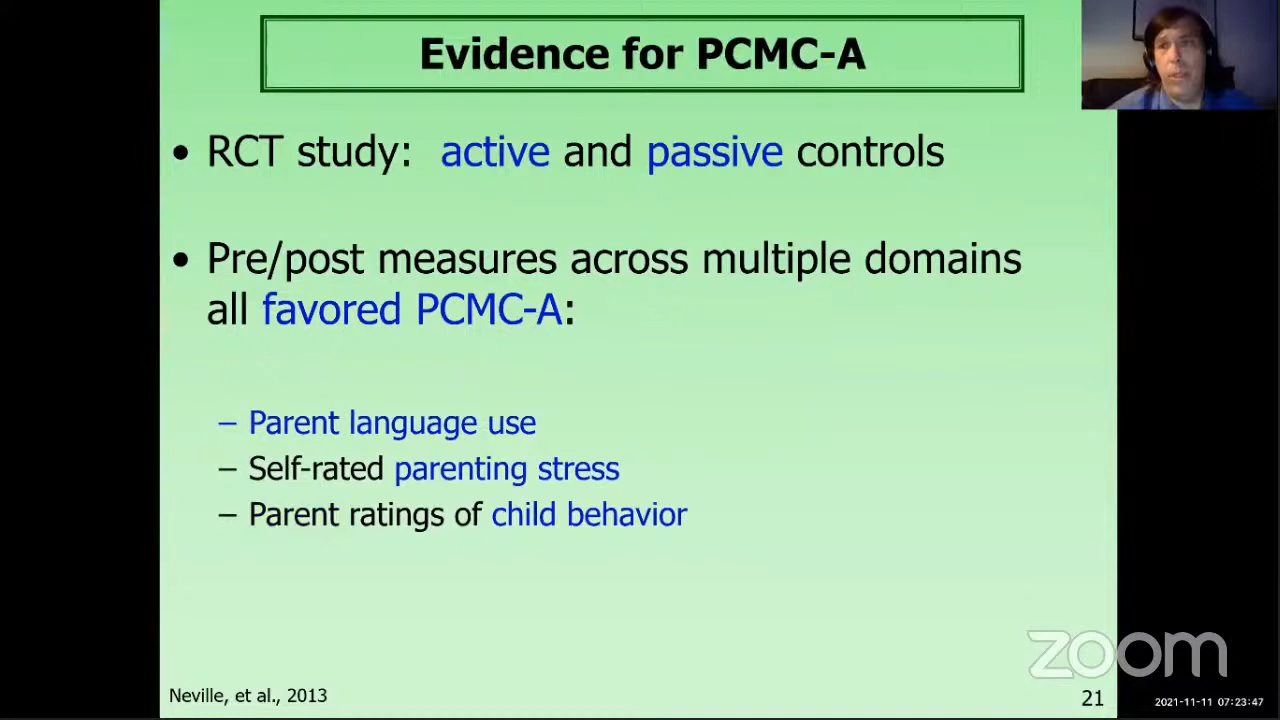 Evidence for PCMC-A
• RCT study: active and passive controls
• Pre/post measures across multiple domains
all favored PCMC-A:
– Parent language use
– Self-rated parenting stress
– Parent ratings of child behavior
Neville, et al., 2013
21
zoom
2021-11-11 07:23:47